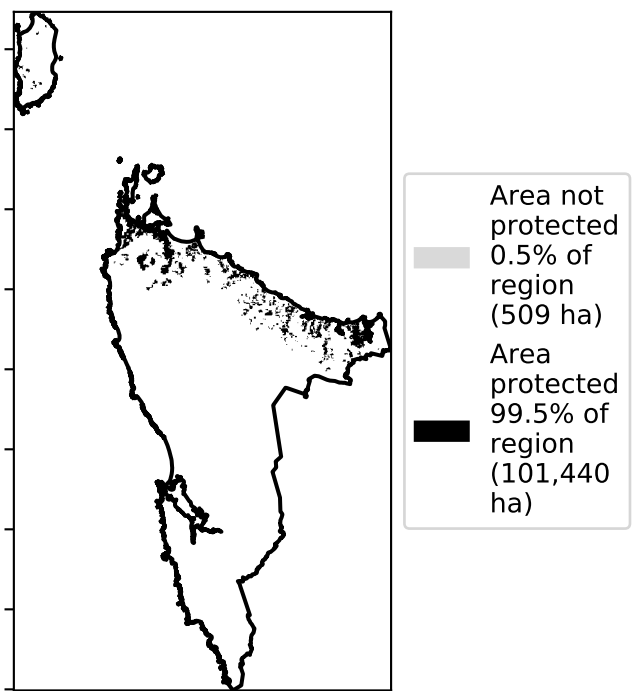 Area not
protected
0.5% of
region
(509 ha)
Area
protected
99.5% of
region
(101,440
ha)